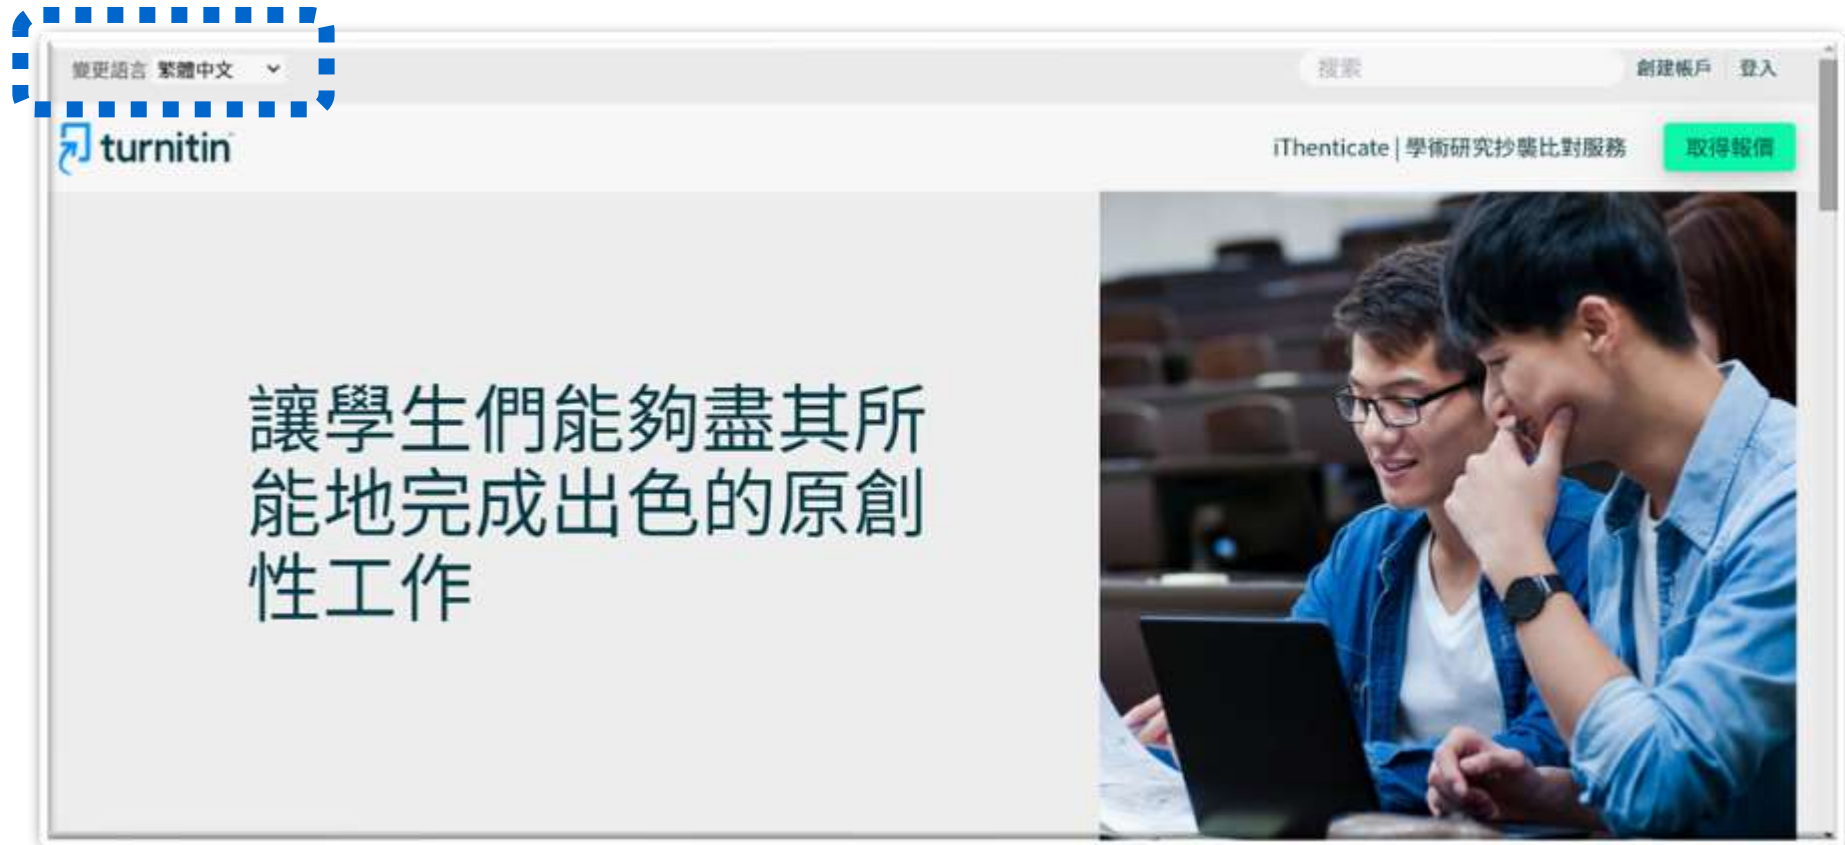 變更語言 繁體中文
搜索
創建帳戶 登入
turnitin
iThenticate | 學術研究抄襲比對服務
取得報價
讓學生們能夠盡其所
能地完成出色的原創
性工作